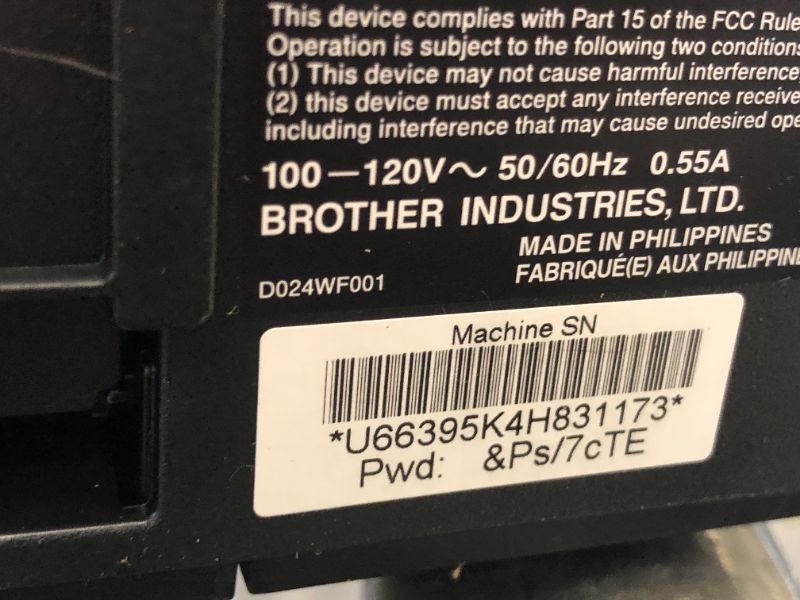 This device complies with Part 15 of the FCC Rule
Operation is subject to the following two conditions
(1) This device may not cause harmful interference
(2) this device must accept any interference receive
including interference that may cause undesired ope
100—120V～ 50/60Hz 0.55A
BROTHER INDUSTRIES, LTD.
MADE IN PHILIPPINES
FABRIQUÉ(E) AUX PHILIPPINE
D024WF001
Machine SN
*U66395K4H831173*
Pwd: &Ps/7cTE